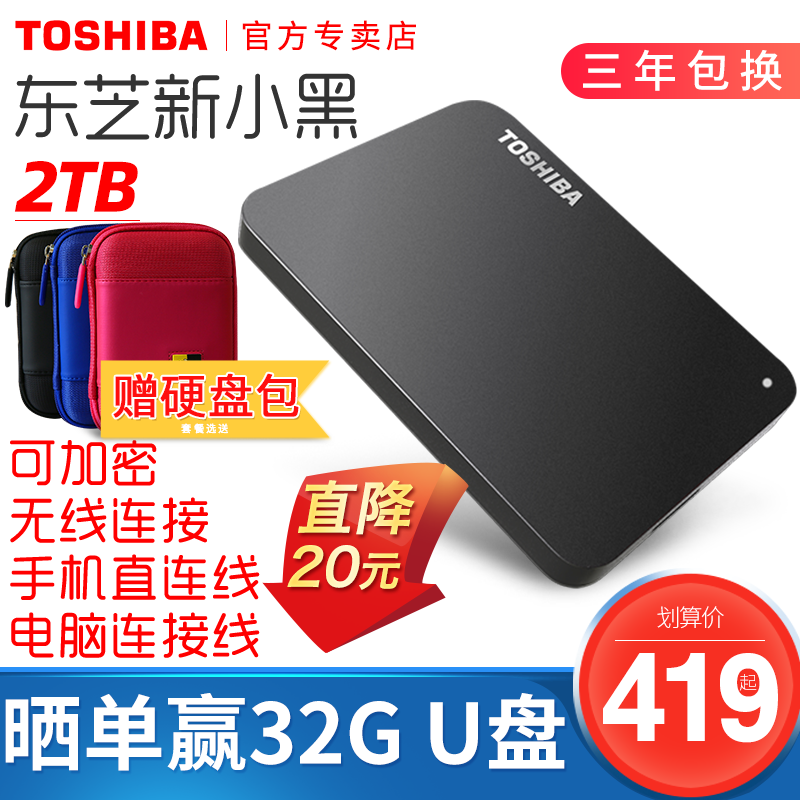 TOSHIBA 官方专卖店
三年包换
东芝新小黑
2TB
TOSHIBA
赠硬盘包
套餐选送
可加密
无线连接
手机直连线
电脑连接线
直降
20元
划算价
419起
晒单赢32G U盘